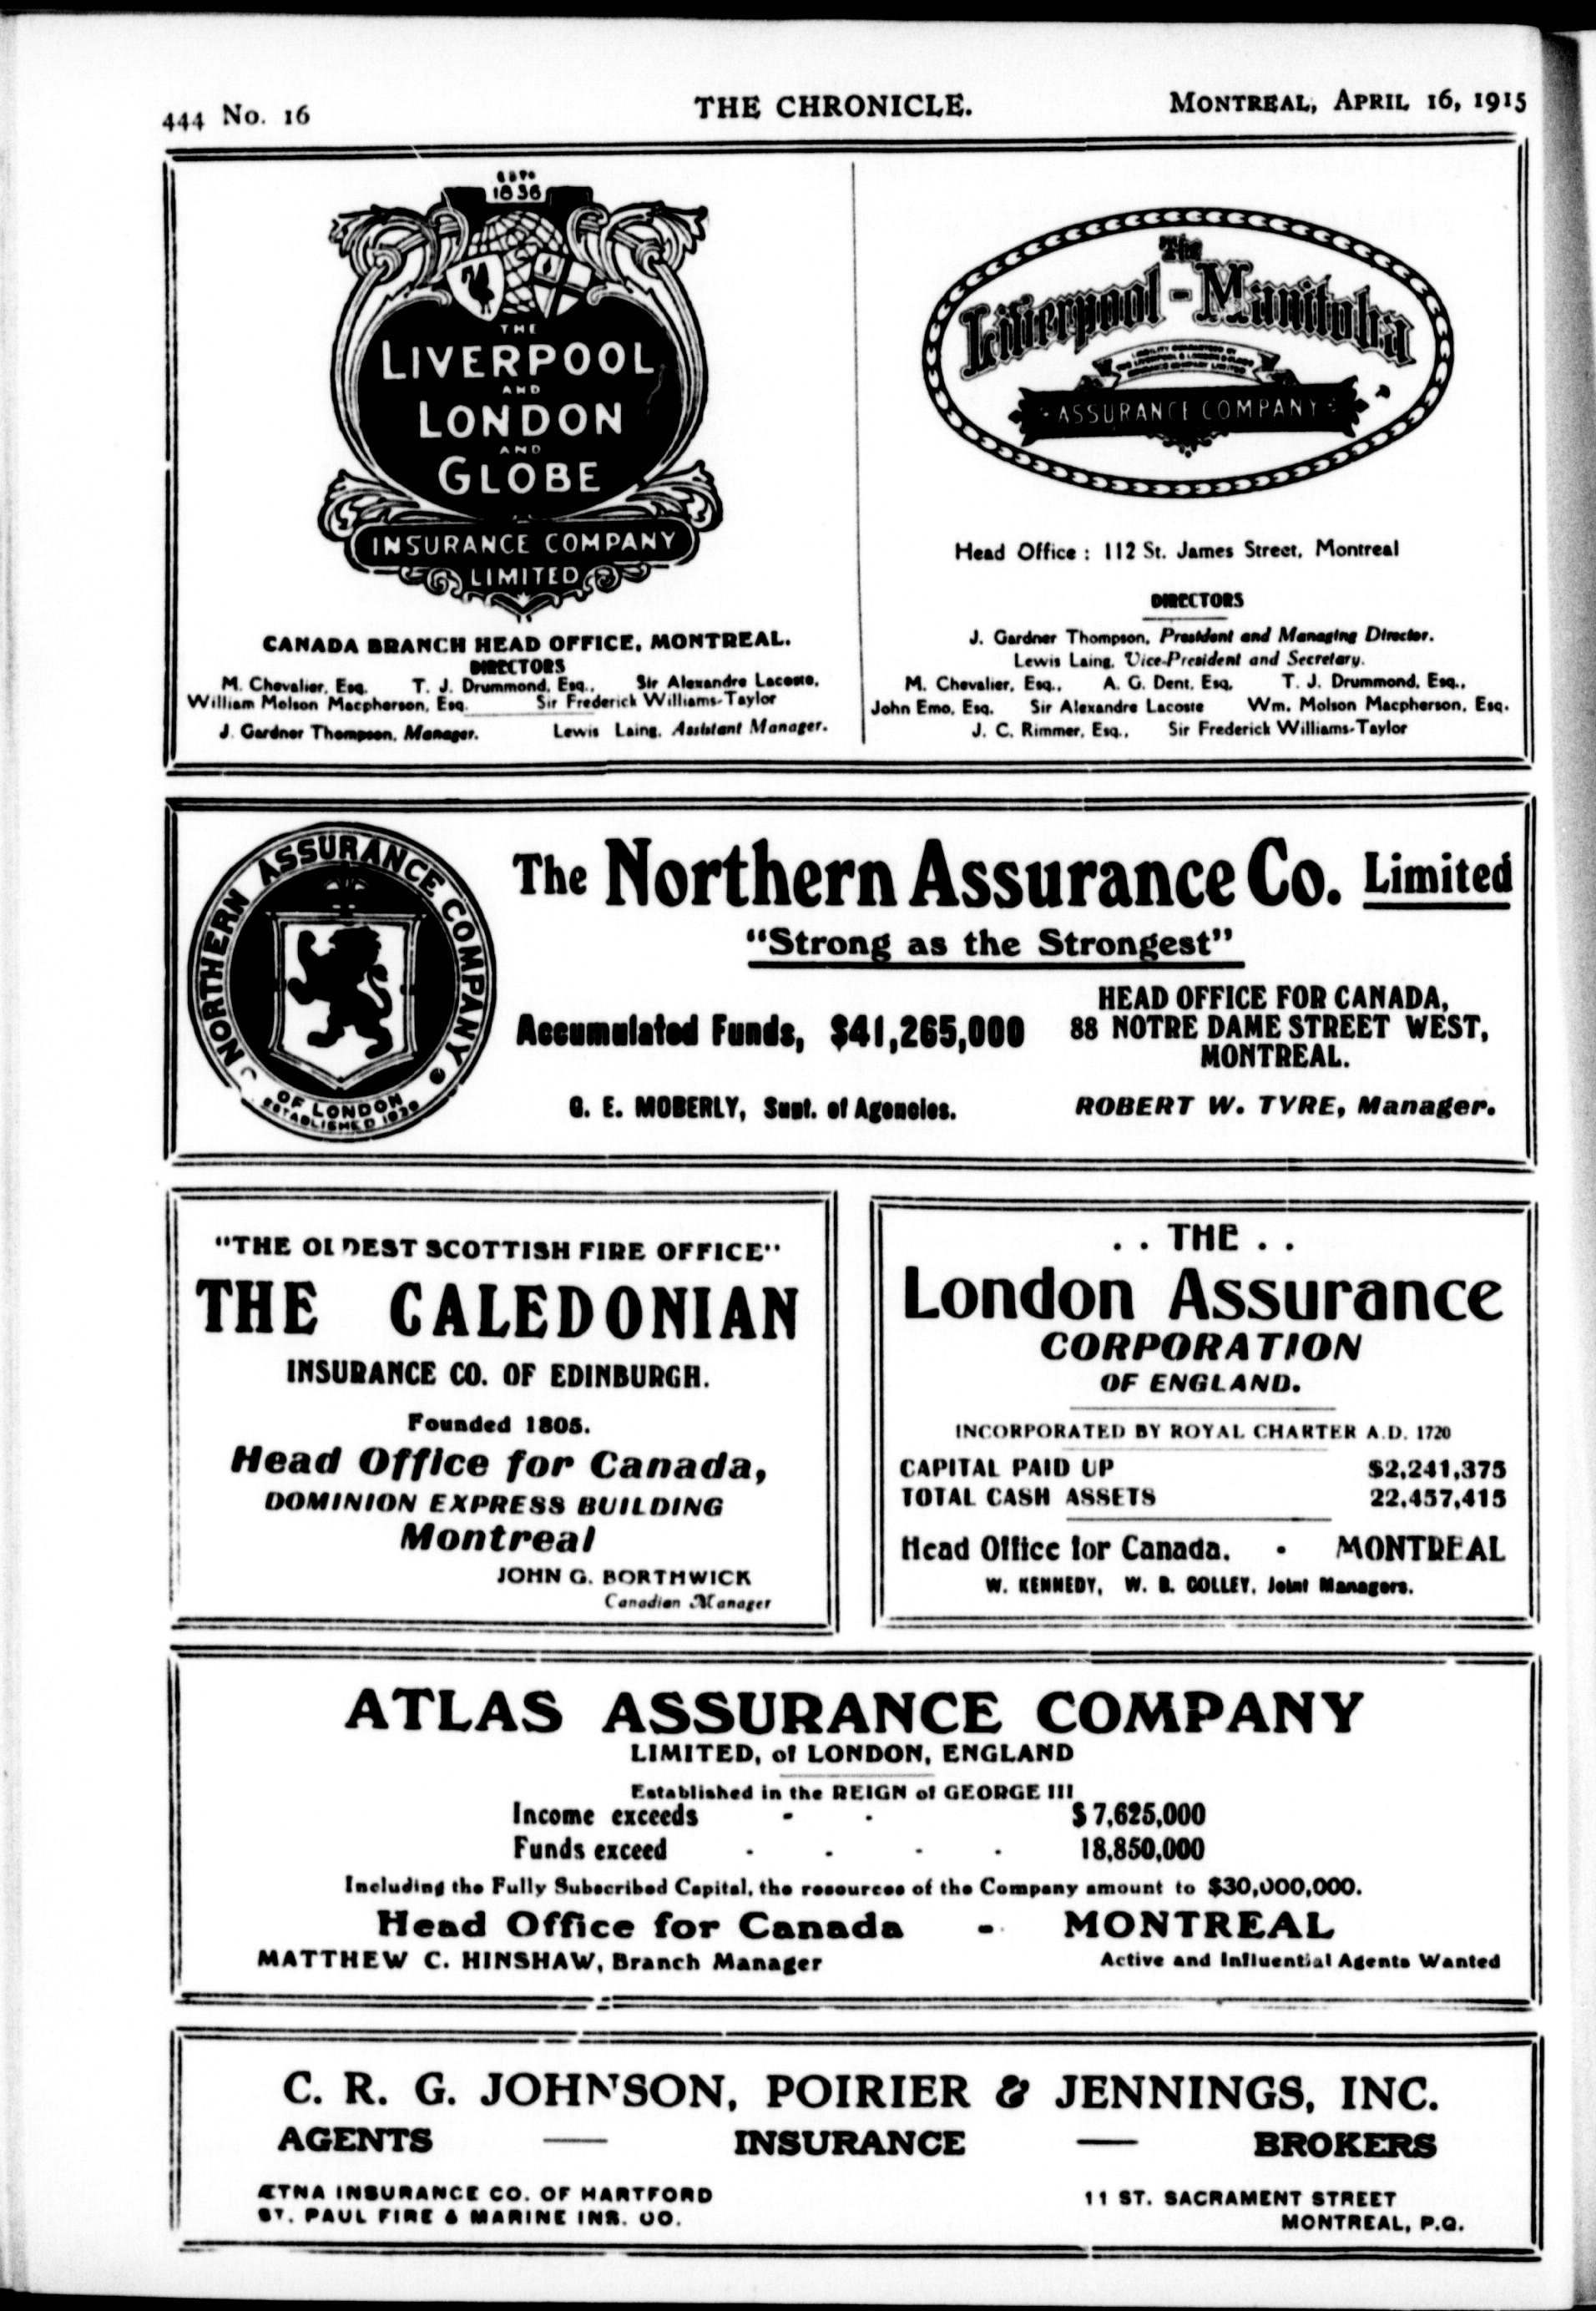 444 No. 16
THE CHRONICLE.
MONTREAL, APRIL 16, 1915
ESTD
1836
THE
LIVERPOOL
AND
LONDON
AND
GLOBE
INSURANCE COMPANY
LIMITED
CANADA BRANCH HEAD OFFICE, MONTREAL.
DIRECTORS
M. Chevalier, Esq. T. J. Drummond, Esq., Sir Alexandre Lacoste,
William Molson Macpherson, Esq. Sir Frederick Williams-Taylor
J. Gardner Thompson, Manager. Lewis Laing, Assistant Manager.
The
Liverpool-Manitoba
LIABILITY GUARANTEED BY
THE LIVERPOOL & LONDON & GLOBE
INSURANCE COMPANY LIMITED
ASSURANCE COMPANY
Head Office : 112 St. James Street, Montreal
DIRECTORS
J. Gardner Thompson, President and Managing Director.
Lewis Laing, Vice-President and Secretary.
M. Chevalier, Esq., A. G. Dent, Esq. T. J. Drummond, Esq.,
John Emo, Esq. Sir Alexandre Lacoste Wm. Molson Macpherson, Esq.
J. C. Rimmer, Esq., Sir Frederick Williams-Taylor
NORTHERN ASSURANCE COMPANY
OF LONDON
ESTABLISHED 1836
The Northern Assurance Co. Limited
"Strong as the Strongest"
Accumulated Funds, $41,265,000
HEAD OFFICE FOR CANADA,
88 NOTRE DAME STREET WEST,
MONTREAL.
G. E. MOBERLY, Supt. of Agencies.
ROBERT W. TYRE, Manager.
"THE OLDEST SCOTTISH FIRE OFFICE"
THE CALEDONIAN
INSURANCE CO. OF EDINBURGH.
Founded 1805.
Head Office for Canada,
DOMINION EXPRESS BUILDING
Montreal
JOHN G. BORTHWICK
Canadian Manager
. . THE . .
London Assurance
CORPORATION
OF ENGLAND.
INCORPORATED BY ROYAL CHARTER A.D. 1720
CAPITAL PAID UP $2,241,375
TOTAL CASH ASSETS 22,457,415
Head Office for Canada. - MONTREAL
W. KENNEDY, W. B. COLLEY, Joint Managers.
ATLAS ASSURANCE COMPANY
LIMITED, of LONDON, ENGLAND
Established in the REIGN of GEORGE III
Income exceeds - - $ 7,625,000
Funds exceed - - - - 18,850,000
Including the Fully Subscribed Capital, the resources of the Company amount to $30,000,000.
Head Office for Canada - MONTREAL
MATTHEW C. HINSHAW, Branch Manager
Active and Influential Agents Wanted
C. R. G. JOHNSON, POIRIER & JENNINGS, INC.
AGENTS — INSURANCE — BROKERS
ÆTNA INSURANCE CO. OF HARTFORD
ST. PAUL FIRE & MARINE INS. CO.
11 ST. SACRAMENT STREET
MONTREAL, P.Q.